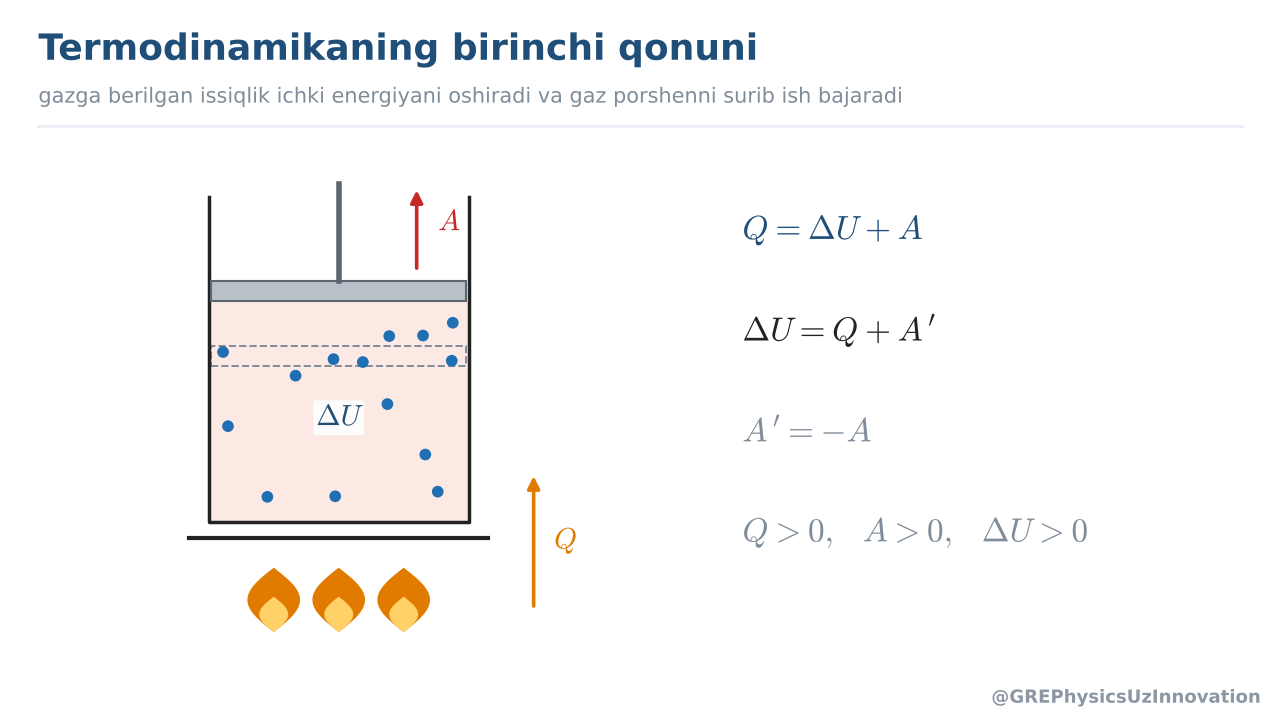 Termodinamikaning birinchi qonuni
gazga berilgan issiqlik ichki energiyani oshiradi va gaz porshenni surib ish bajaradi
A
ΔU
Q
Q = ΔU + A
ΔU = Q + A′
A′ = −A
Q > 0, A > 0, ΔU > 0
@GREPhysicsUzInnovation